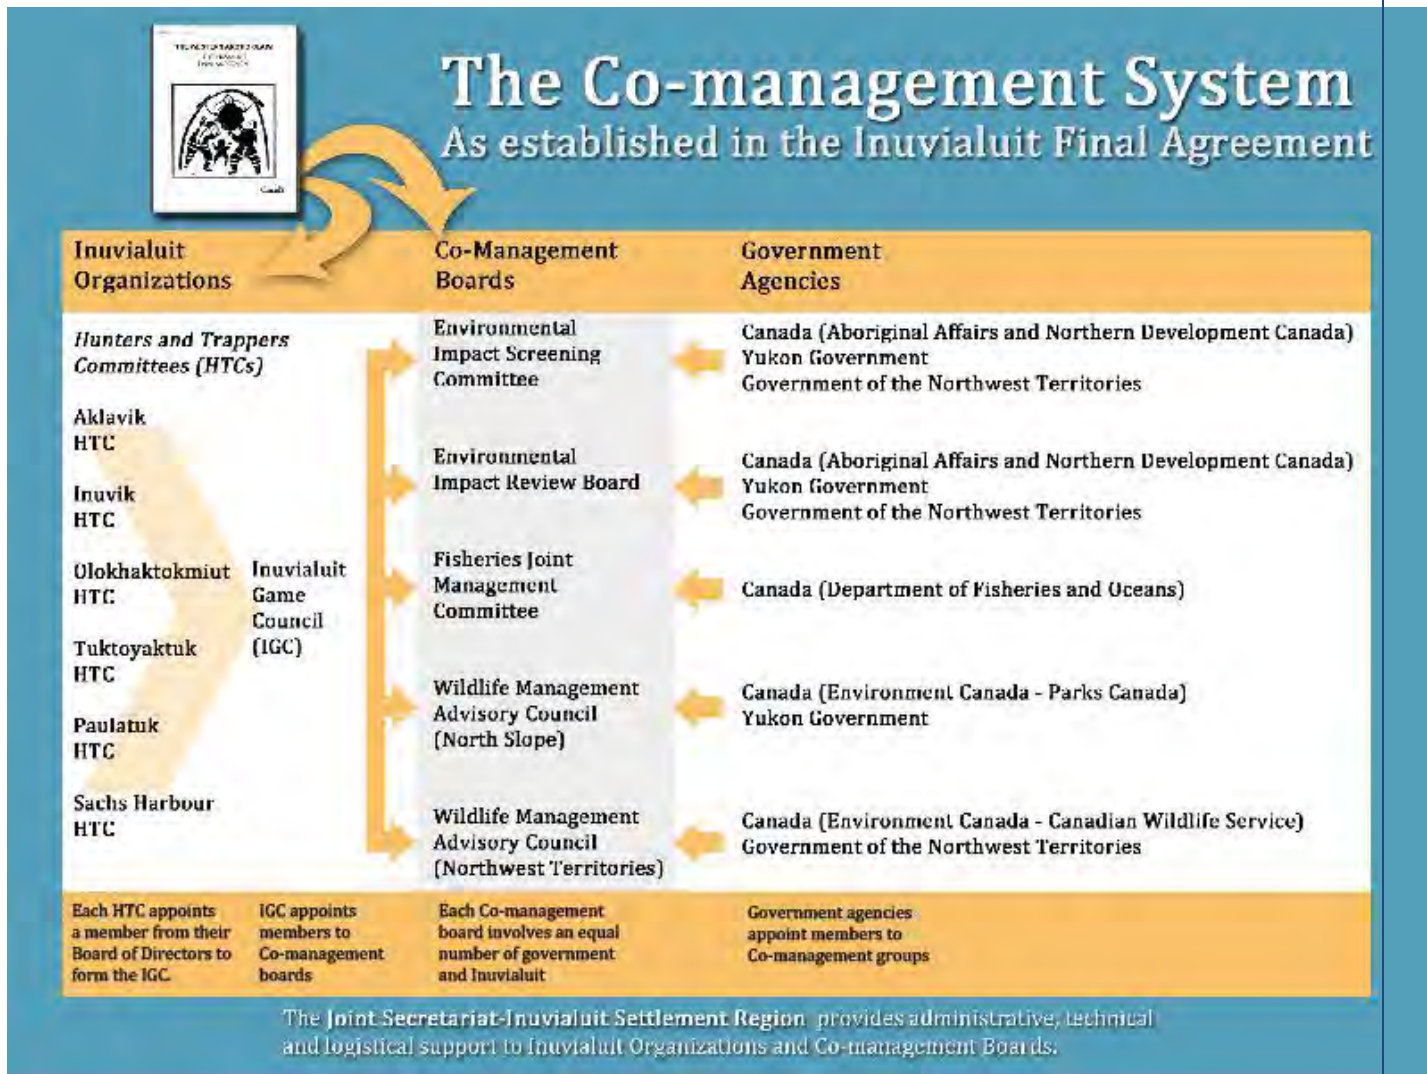 The Co-management System
As established in the Inuvialuit Final Agreement
Canada
Inuvialuit
Organizations
Co-Management
Boards
Government
Agencies
Hunters and Trappers
Committees (HTCs)
Aklavik
HTC
Inuvik
HTC
Olokhaktokmiut
HTC
Tuktoyaktuk
HTC
Paulatuk
HTC
Sachs Harbour
HTC
Inuvialuit
Game
Council
(IGC)
Environmental
Impact Screening
Committee
Environmental
Impact Review Board
Fisheries Joint
Management
Committee
Wildlife Management
Advisory Council
(North Slope)
Wildlife Management
Advisory Council
(Northwest Territories)
Canada (Aboriginal Affairs and Northern Development Canada)
Yukon Government
Government of the Northwest Territories
Canada (Aboriginal Affairs and Northern Development Canada)
Yukon Government
Government of the Northwest Territories
Canada (Department of Fisheries and Oceans)
Canada (Environment Canada - Parks Canada)
Yukon Government
Canada (Environment Canada - Canadian Wildlife Service)
Government of the Northwest Territories
Each HTC appoints
a member from their
Board of Directors to
form the IGC.
IGC appoints
members to
Co-management
boards
Each Co-management
board involves an equal
number of government
and Inuvialuit
Government agencies
appoint members to
Co-management groups
The Joint Secretariat-Inuvialuit Settlement Region provides administrative, technical
and logistical support to Inuvialuit Organizations and Co-management Boards.